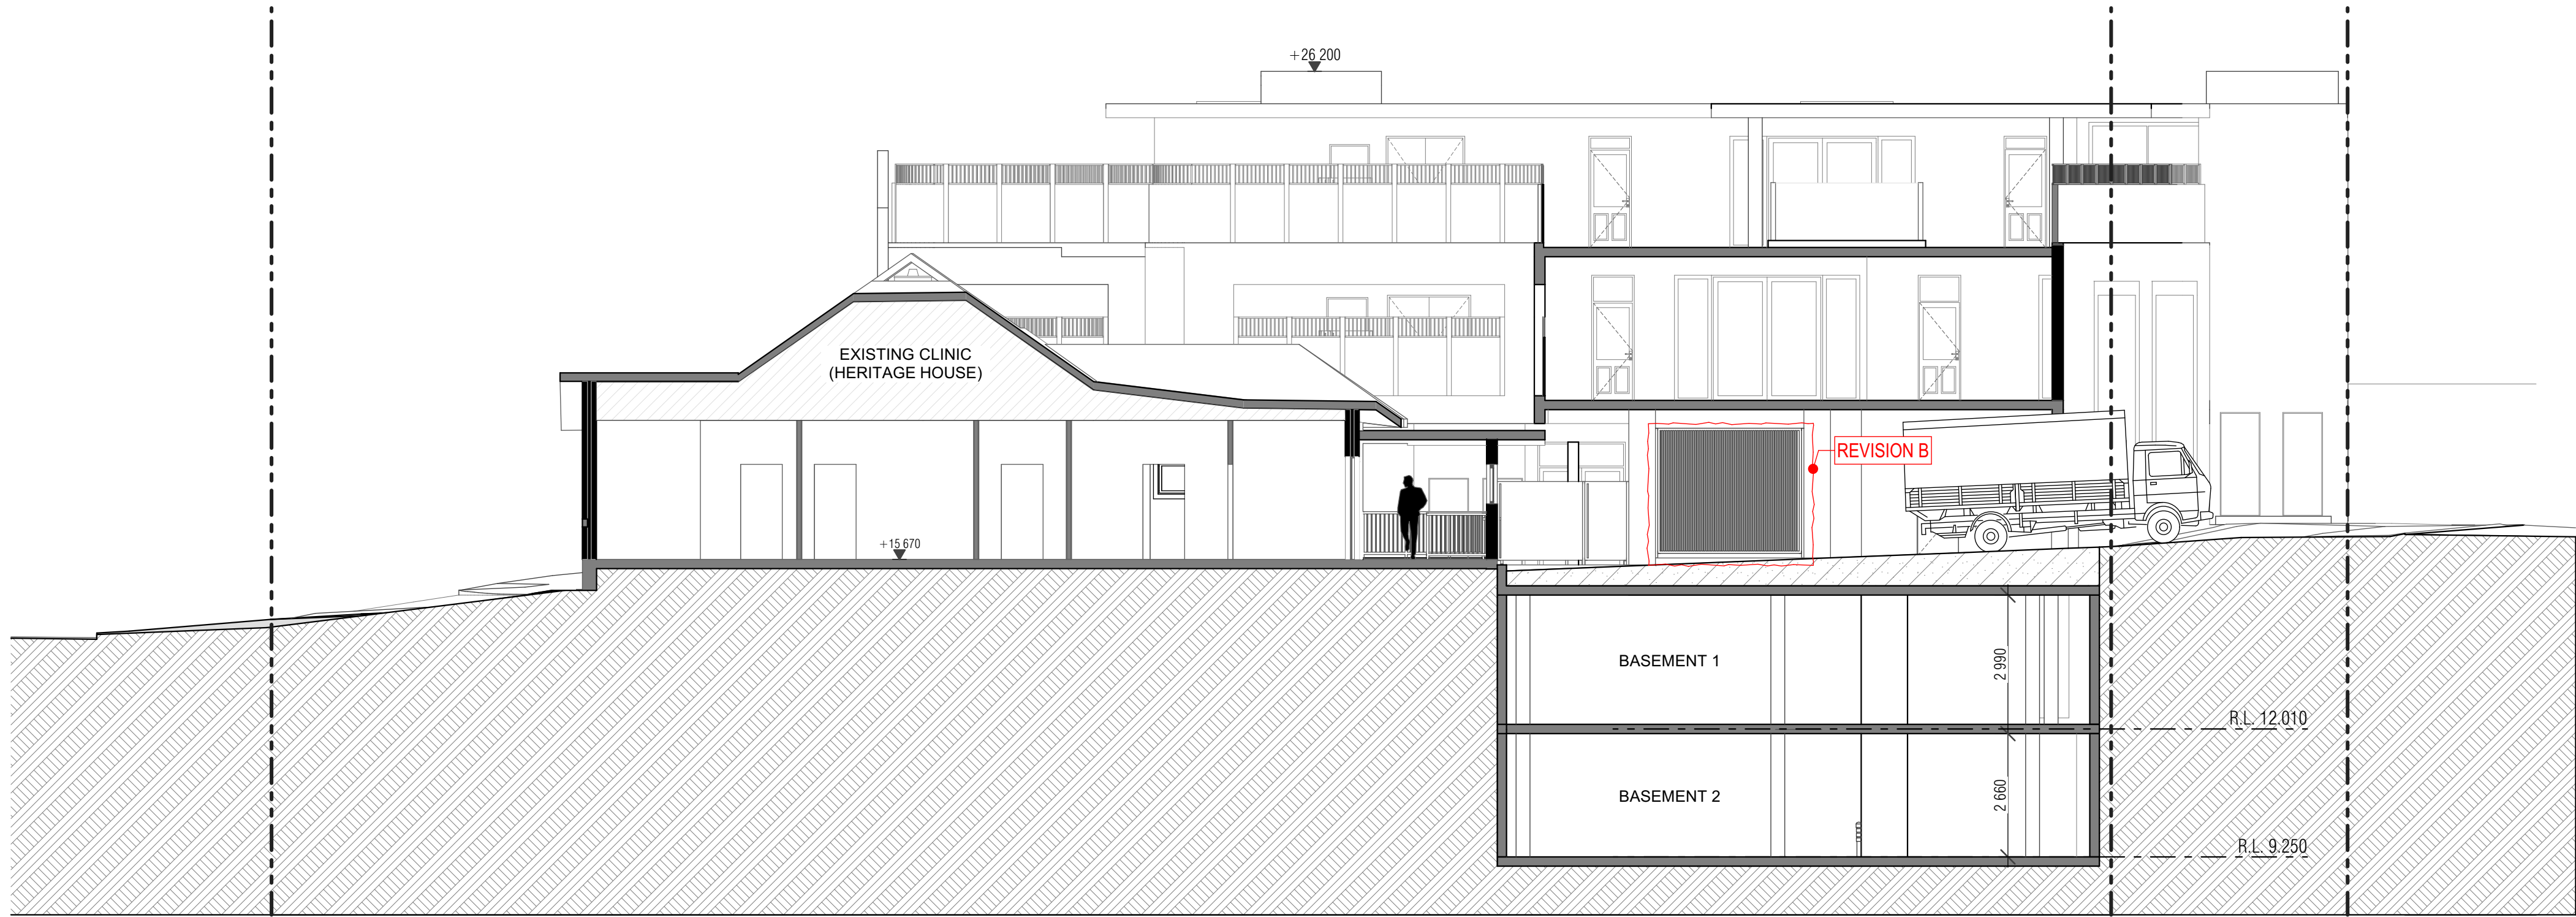 +26 200
EXISTING CLINIC
(HERITAGE HOUSE)
REVISION B
+15 670
BASEMENT 1
2 990
R.L. 12.010
BASEMENT 2
2 660
R.L. 9.250